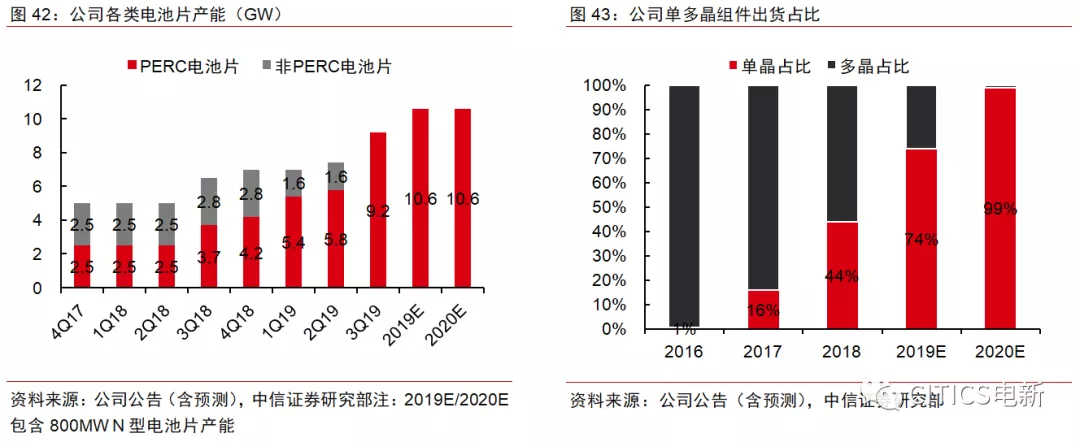 图 42：公司各类电池片产能（GW）
PERC电池片 非PERC电池片
12
10
8
6
4
2
0
2.5 2.5 2.5 2.8 2.8 1.6 1.6
2.5 2.5 2.5 3.7 4.2 5.4 5.8 9.2 10.6 10.6
4Q17 1Q18 2Q18 3Q18 4Q18 1Q19 2Q19 3Q19 2019E 2020E
资料来源：公司公告（含预测），中信证券研究部注：2019E/2020E
包含 800MW N 型电池片产能
图 43：公司单多晶组件出货占比
单晶占比 多晶占比
100%
90%
80%
70%
60%
50%
40%
30%
20%
10%
0%
1% 16% 44% 74% 99%
2016 2017 2018 2019E 2020E
资料来源：公司公告（含预测），中信证券研究部
CITICS电新